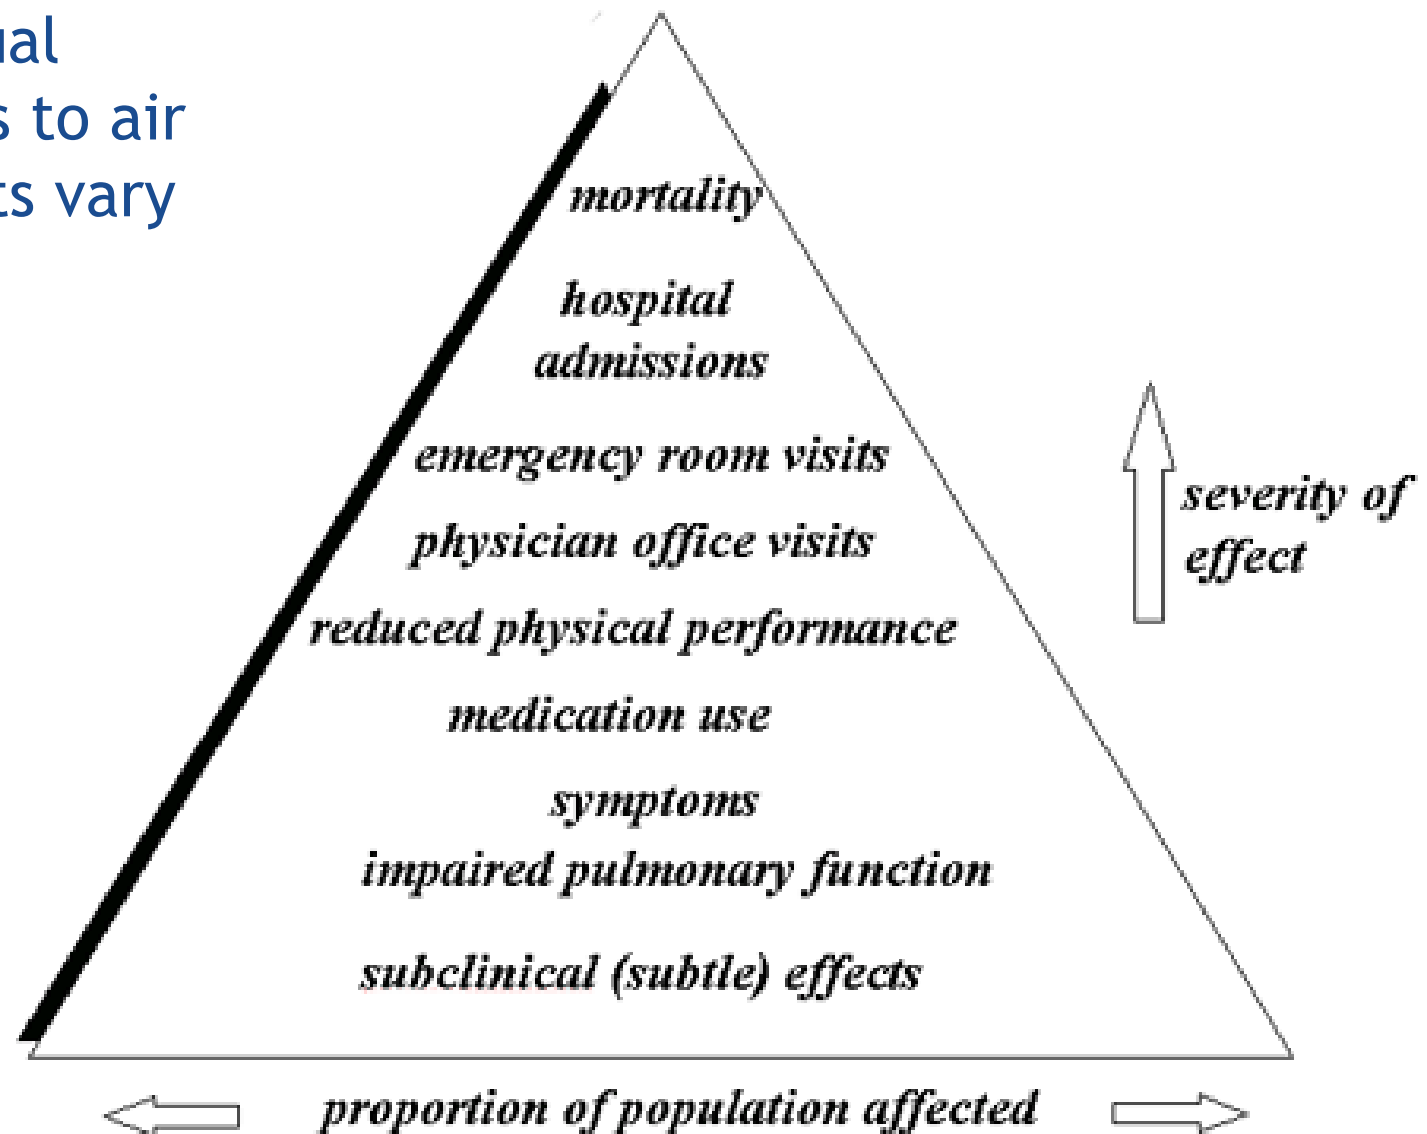 ual
s to air
ts vary
mortality
hospital
admissions
emergency room visits
physician office visits
reduced physical performance
medication use
symptoms
impaired pulmonary function
subclinical (subtle) effects
severity of
effect
proportion of population affected